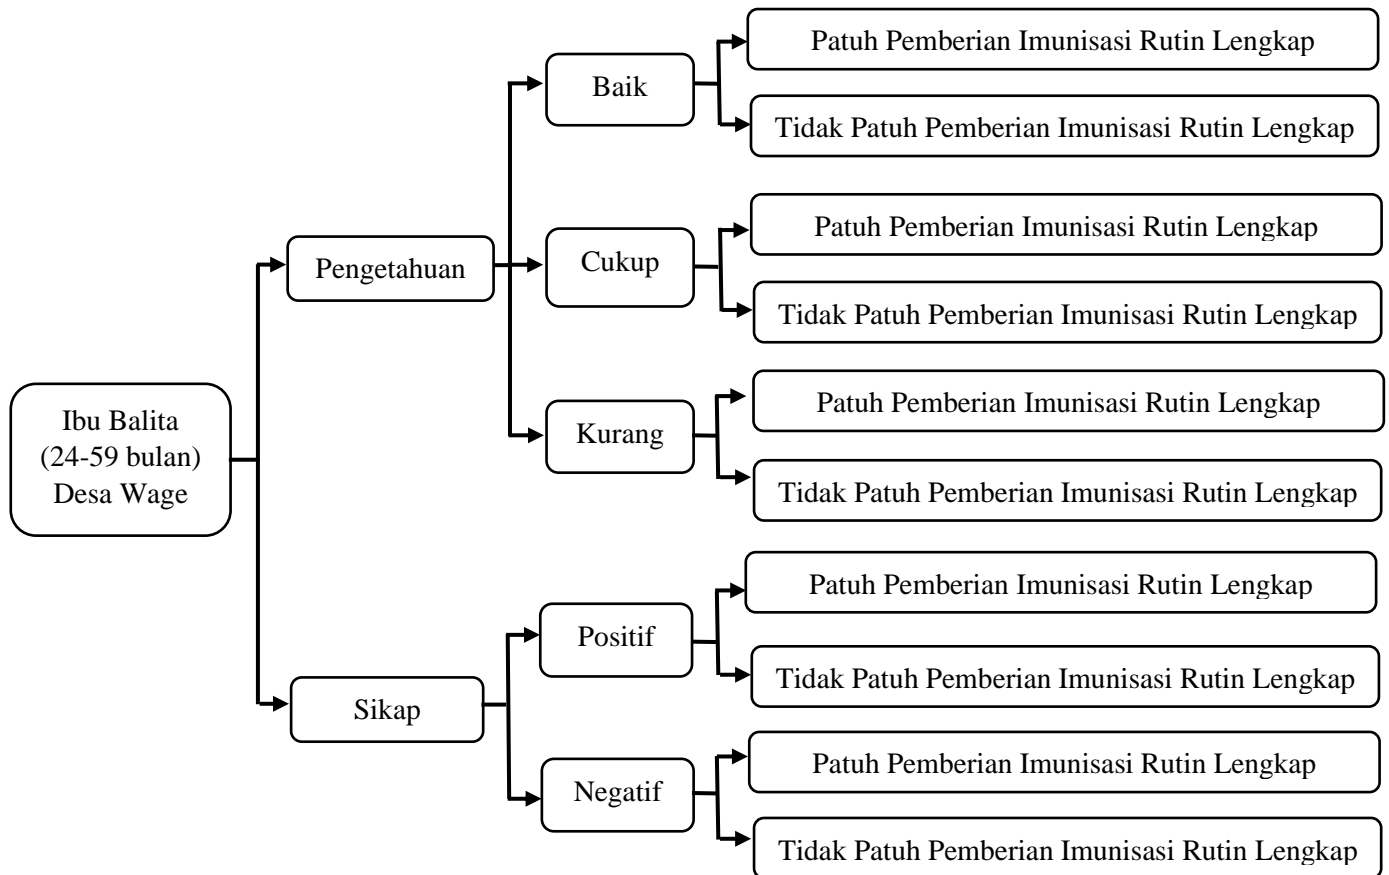 Ibu Balita
(24-59 bulan)
Desa Wage
Pengetahuan
Baik
Patuh Pemberian Imunisasi Rutin Lengkap
Tidak Patuh Pemberian Imunisasi Rutin Lengkap
Cukup
Patuh Pemberian Imunisasi Rutin Lengkap
Tidak Patuh Pemberian Imunisasi Rutin Lengkap
Kurang
Patuh Pemberian Imunisasi Rutin Lengkap
Tidak Patuh Pemberian Imunisasi Rutin Lengkap
Sikap
Positif
Patuh Pemberian Imunisasi Rutin Lengkap
Tidak Patuh Pemberian Imunisasi Rutin Lengkap
Negatif
Patuh Pemberian Imunisasi Rutin Lengkap
Tidak Patuh Pemberian Imunisasi Rutin Lengkap